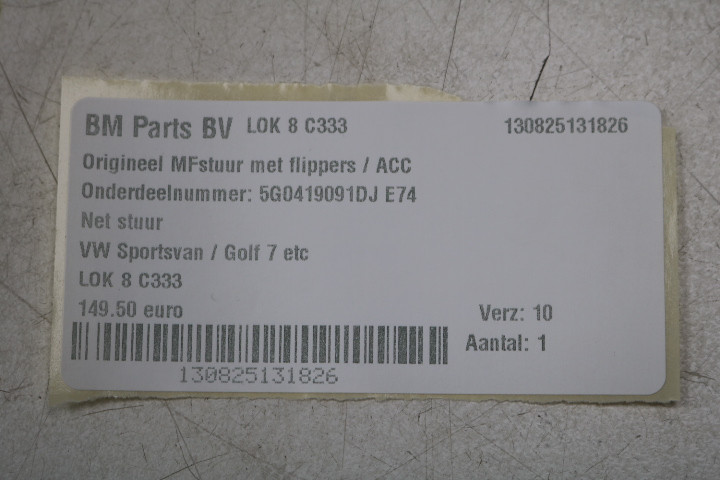 BM Parts BV LOK 8 C333 130825131826
Origineel MFstuur met flippers / ACC
Onderdeelnummer: 5G0419091DJ E74
Net stuur
VW Sportsvan / Golf 7 etc
LOK 8 C333
149.50 euro Verz: 10
Aantal: 1
130825131826